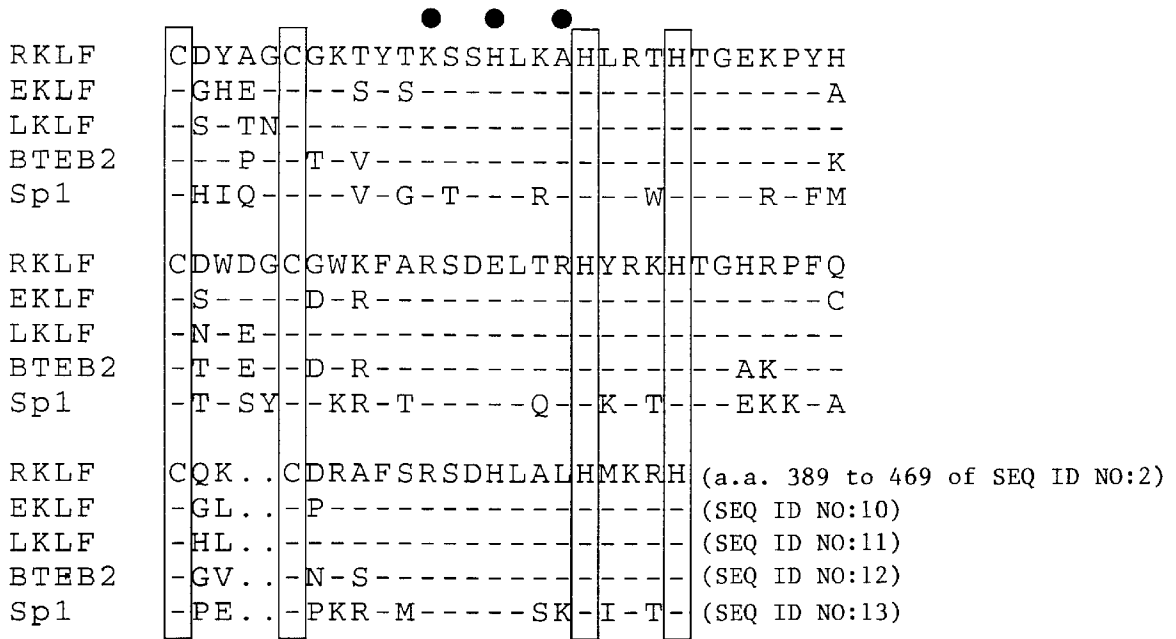 RKLF CDYAGCGKTYTKSSHLKAHLRTHTGEKPYH
EKLF -GHE----S-S------------------A
LKLF -S-TN-------------------------
BTEB2 ---P--T-V--------------------K
Sp1 -HIQ----V-G-T---R----W----R-FM
RKLF CDWDGCGWKFARSDELTRHYRKHTGHRPFQ
EKLF -S----D-R--------------------C
LKLF -N-E--------------------------
BTEB2 -T-E--D-R----------------AK---
Sp1 -T-SY--KR-T-----Q--K-T---EKK-A
RKLF CQK..CDRAFSRSDHLALHMKRH (a.a. 389 to 469 of SEQ ID NO:2)
EKLF -GL..-P---------------- (SEQ ID NO:10)
LKLF -HL..------------------ (SEQ ID NO:11)
BTEB2 -GV..-N-S-------------- (SEQ ID NO:12)
Sp1 -PE..-PKR-M-----SK-I-T- (SEQ ID NO:13)